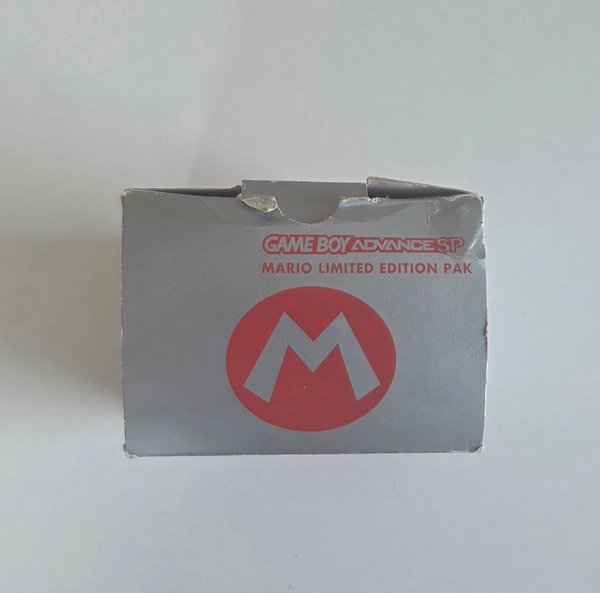 GAME BOY ADVANCE SP
MARIO LIMITED EDITION PAK
M